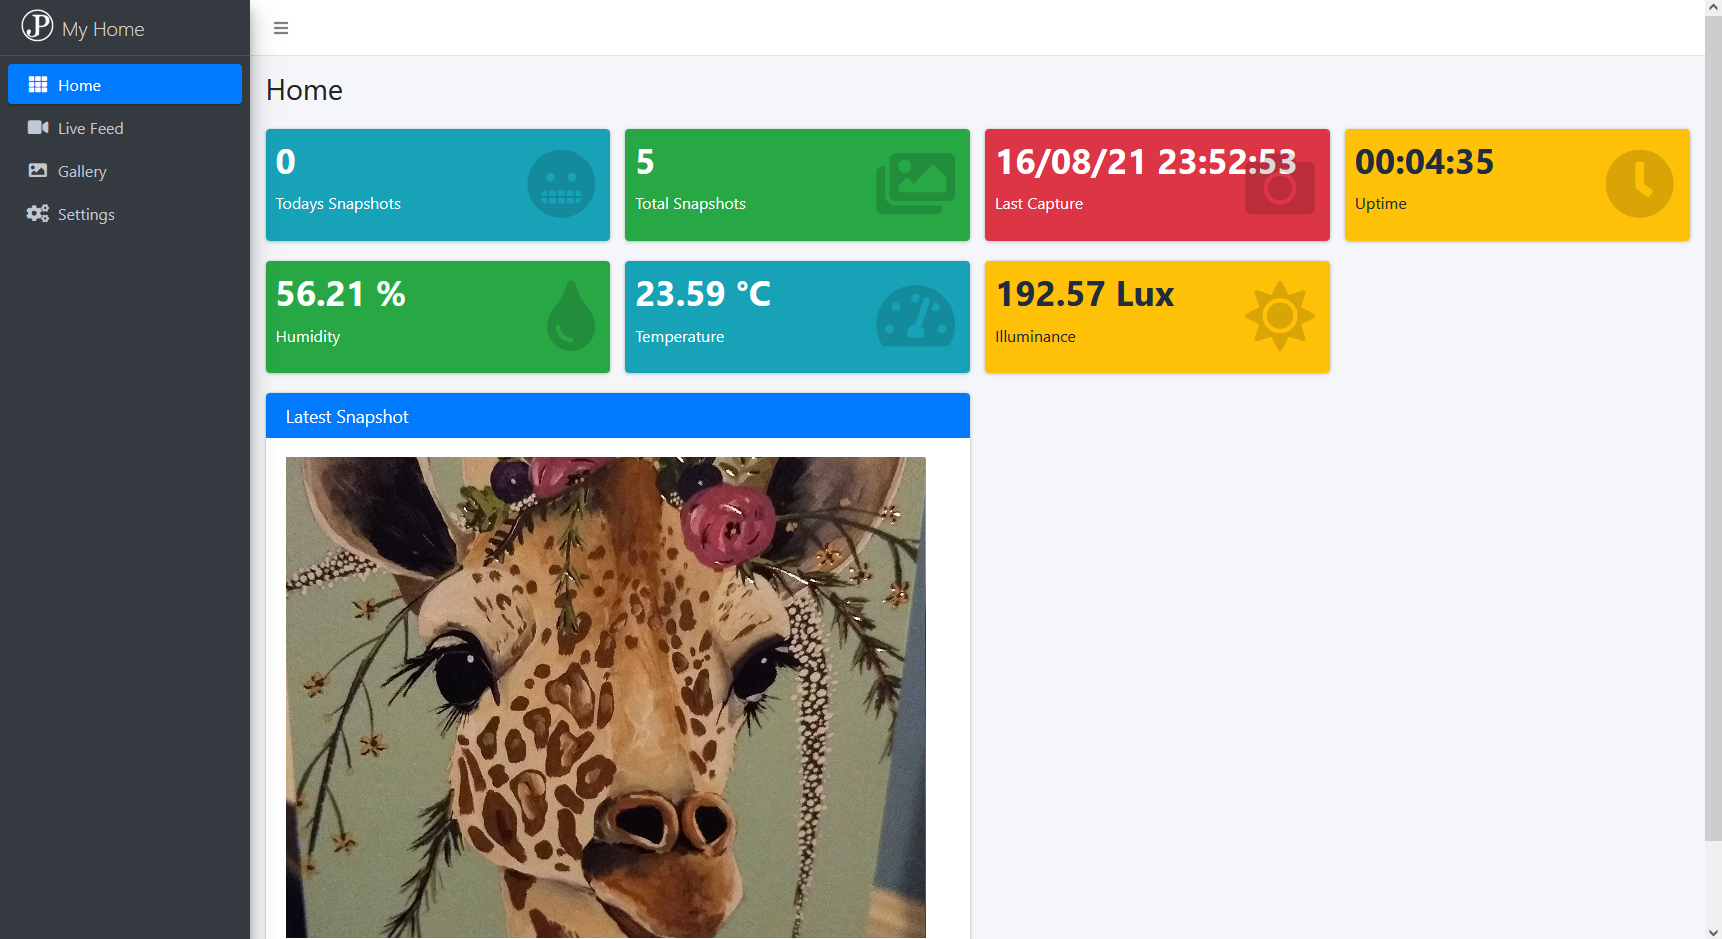 JP My Home
Home
Live Feed
Gallery
Settings
Home
0
Todays Snapshots
5
Total Snapshots
16/08/21 23:52:53
Last Capture
00:04:35
Uptime
56.21 %
Humidity
23.59 °C
Temperature
192.57 Lux
Illuminance
Latest Snapshot